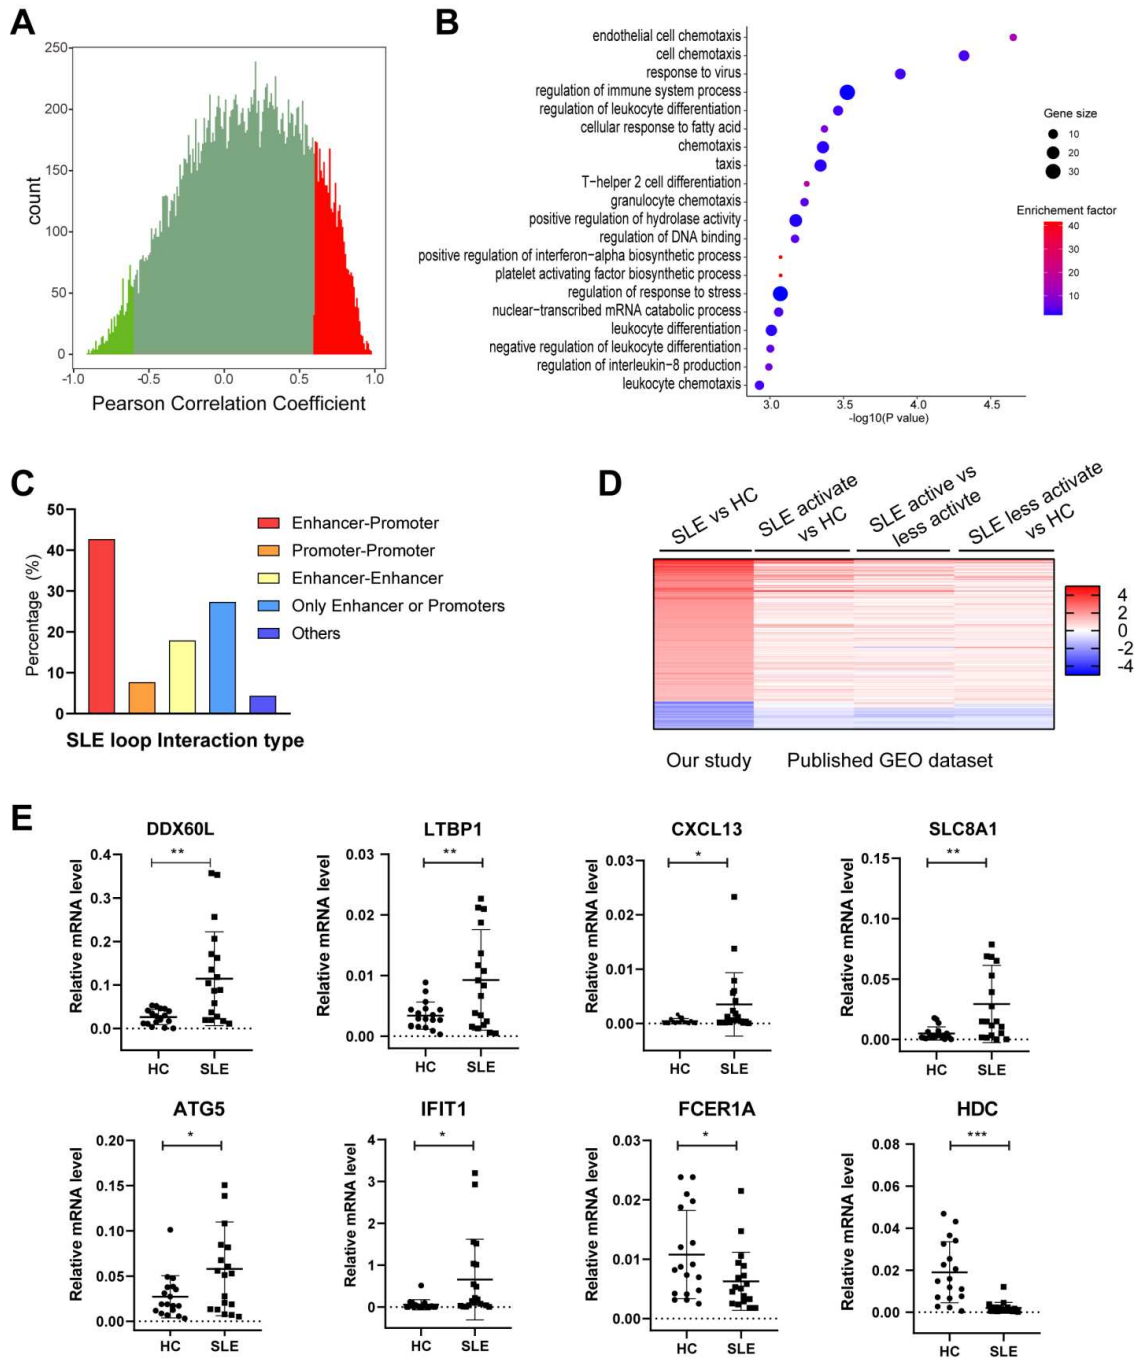 A
250
200
150
100
50
0
count
-1.0 -0.5 0.0 0.5 1.0
Pearson Correlation Coefficient
B
endothelial cell chemotaxis
cell chemotaxis
response to virus
regulation of immune system process
regulation of leukocyte differentiation
cellular response to fatty acid
chemotaxis
taxis
T-helper 2 cell differentiation
granulocyte chemotaxis
positive regulation of hydrolase activity
regulation of DNA binding
positive regulation of interferon-alpha biosynthetic process
platelet activating factor biosynthetic process
regulation of response to stress
nuclear-transcribed mRNA catabolic process
leukocyte differentiation
negative regulation of leukocyte differentiation
regulation of interleukin-8 production
leukocyte chemotaxis
3.0 3.5 4.0 4.5
-log10(P value)
Gene size
10
20
30
Enrichement factor
40
30
20
10
C
50
40
30
20
10
0
Percentage (%)
SLE loop Interaction type
Enhancer-Promoter
Promoter-Promoter
Enhancer-Enhancer
Only Enhancer or Promoters
Others
D
SLE vs HC
SLE activate
vs HC
SLE active vs
less activte
SLE less activate
vs HC
4
2
0
-2
-4
Our study
Published GEO dataset
E
DDX60L
**
Relative mRNA level
0.4
0.3
0.2
0.1
0.0
HC SLE
LTBP1
**
Relative mRNA level
0.03
0.02
0.01
0.00
HC SLE
CXCL13
*
Relative mRNA level
0.03
0.02
0.01
0.00
HC SLE
SLC8A1
**
Relative mRNA level
0.15
0.10
0.05
0.00
HC SLE
ATG5
*
Relative mRNA level
0.20
0.15
0.10
0.05
0.00
HC SLE
IFIT1
*
Relative mRNA level
4
3
2
1
0
HC SLE
FCER1A
*
Relative mRNA level
0.03
0.02
0.01
0.00
HC SLE
HDC
***
Relative mRNA level
0.08
0.06
0.04
0.02
0.00
HC SLE